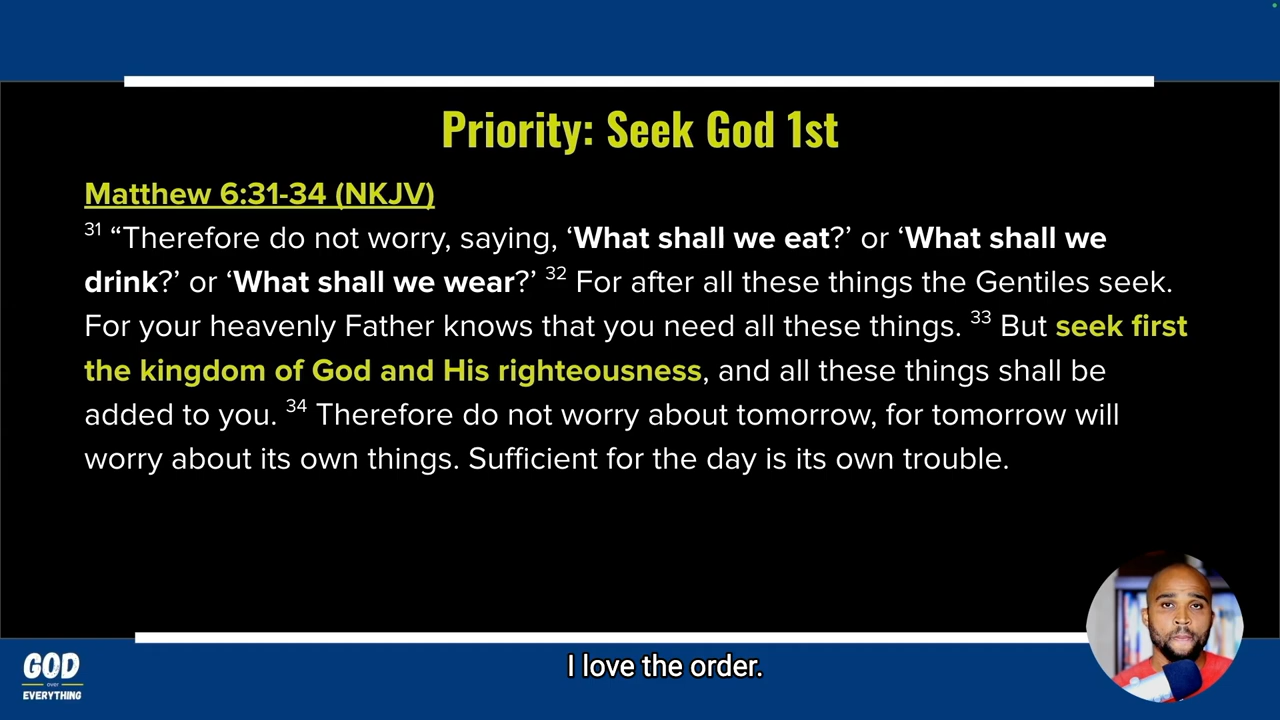 Priority: Seek God 1st
Matthew 6:31-34 (NKJV)
31 “Therefore do not worry, saying, ‘What shall we eat?’ or ‘What shall we
drink?’ or ‘What shall we wear?’ 32 For after all these things the Gentiles seek.
For your heavenly Father knows that you need all these things. 33 But seek first
the kingdom of God and His righteousness, and all these things shall be
added to you. 34 Therefore do not worry about tomorrow, for tomorrow will
worry about its own things. Sufficient for the day is its own trouble.
I love the order.
GOD
over
EVERYTHING